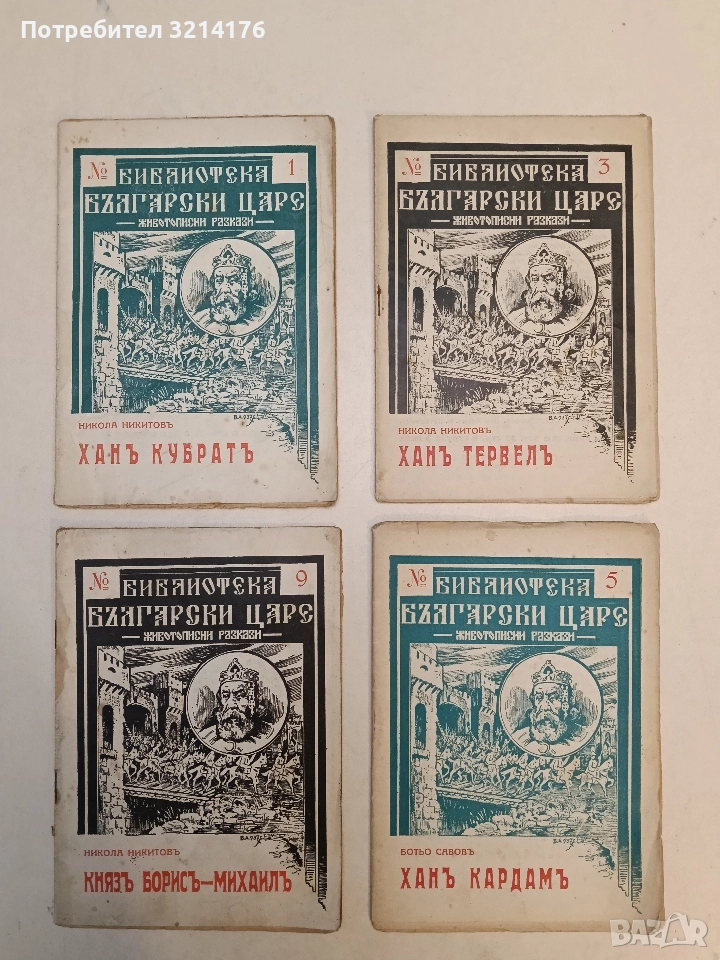 Потребител 3214176
№ 1
БИБЛИОТЕКА
БЪЛГАРСКИ ЦАРЕ
— ЖИВОТОПИСНИ РАЗКАЗИ —
НИКОЛА НИКИТОВЪ
ХАНЪ КУБРАТЪ
№ 3
БИБЛИОТЕКА
БЪЛГАРСКИ ЦАРЕ
— ЖИВОТОПИСНИ РАЗКАЗИ —
НИКОЛА НИКИТОВЪ
ХАНЪ ТЕРВЕЛЪ
№ 9
БИБЛИОТЕКА
БЪЛГАРСКИ ЦАРЕ
— ЖИВОТОПИСНИ РАЗКАЗИ —
НИКОЛА НИКИТОВЪ
КНЯЗЪ БОРИСЪ—МИХАИЛЪ
№ 5
БИБЛИОТЕКА
БЪЛГАРСКИ ЦАРЕ
— ЖИВОТОПИСНИ РАЗКАЗИ —
БОТЬО САВОВЪ
ХАНЪ КАРДАМЪ
BAZAR